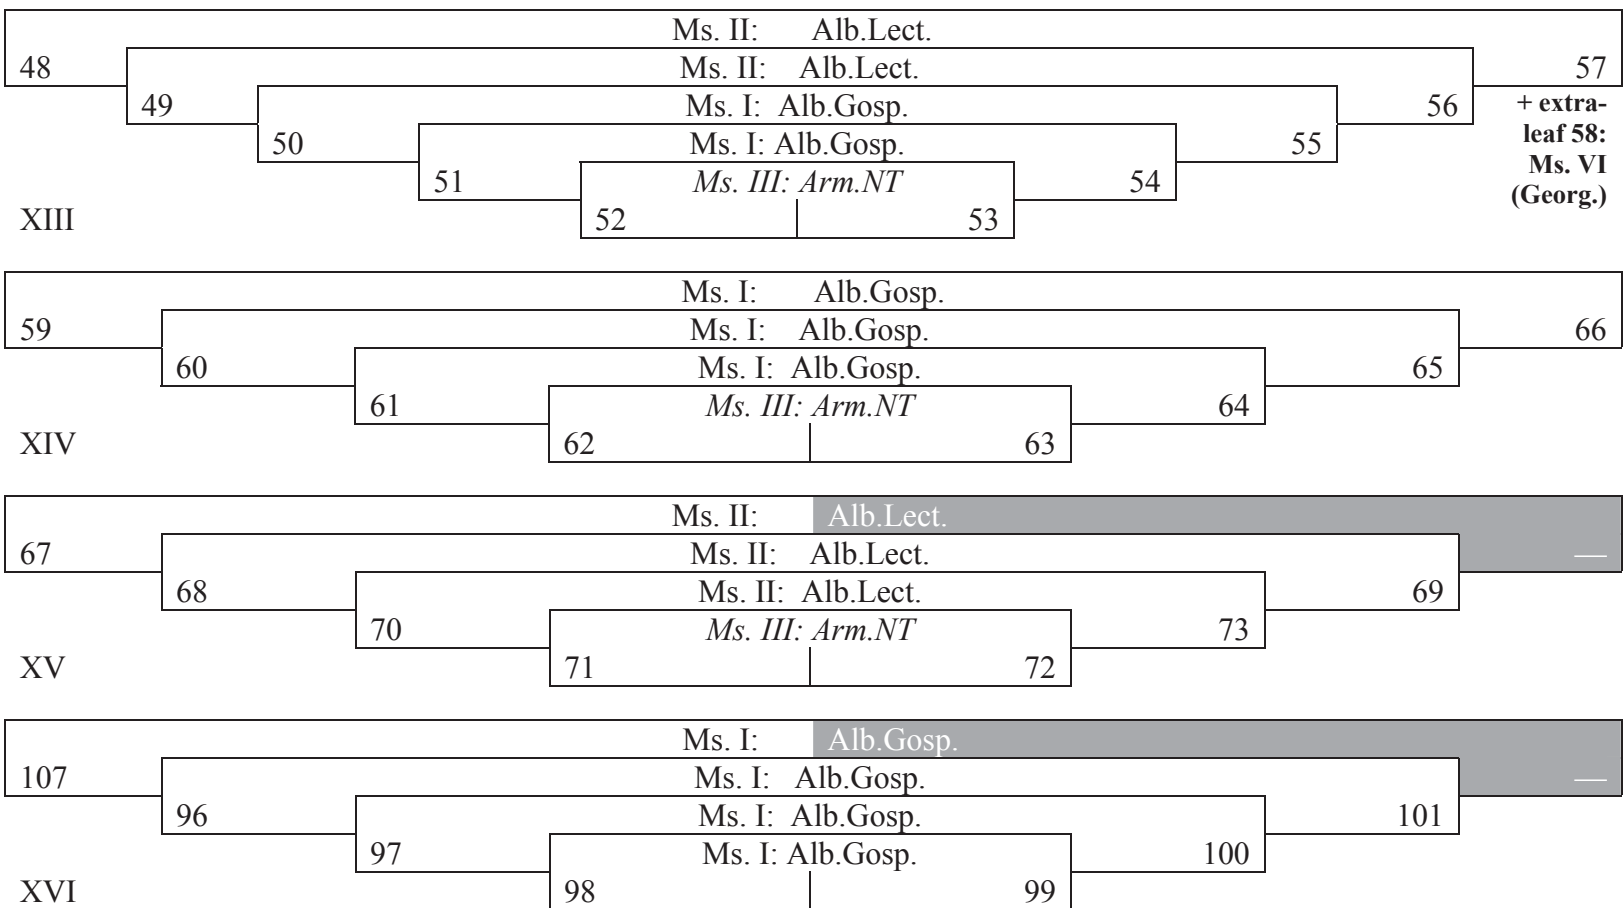 Ms. II: Alb.Lect.
48 Ms. II: Alb.Lect. 57
49 Ms. I: Alb.Gosp. 56 + extra-
50 Ms. I: Alb.Gosp. 55 leaf 58:
51 Ms. III: Arm.NT 54 Ms. VI
(Georg.)
XIII 52 53
Ms. I: Alb.Gosp.
59 Ms. I: Alb.Gosp. 66
60 Ms. I: Alb.Gosp. 65
61 Ms. III: Arm.NT 64
XIV 62 63
Ms. II: Alb.Lect.
67 Ms. II: Alb.Lect. —
68 Ms. II: Alb.Lect. 69
70 Ms. III: Arm.NT 73
XV 71 72
Ms. I: Alb.Gosp.
107 Ms. I: Alb.Gosp. —
96 Ms. I: Alb.Gosp. 101
97 Ms. I: Alb.Gosp. 100
XVI 98 99